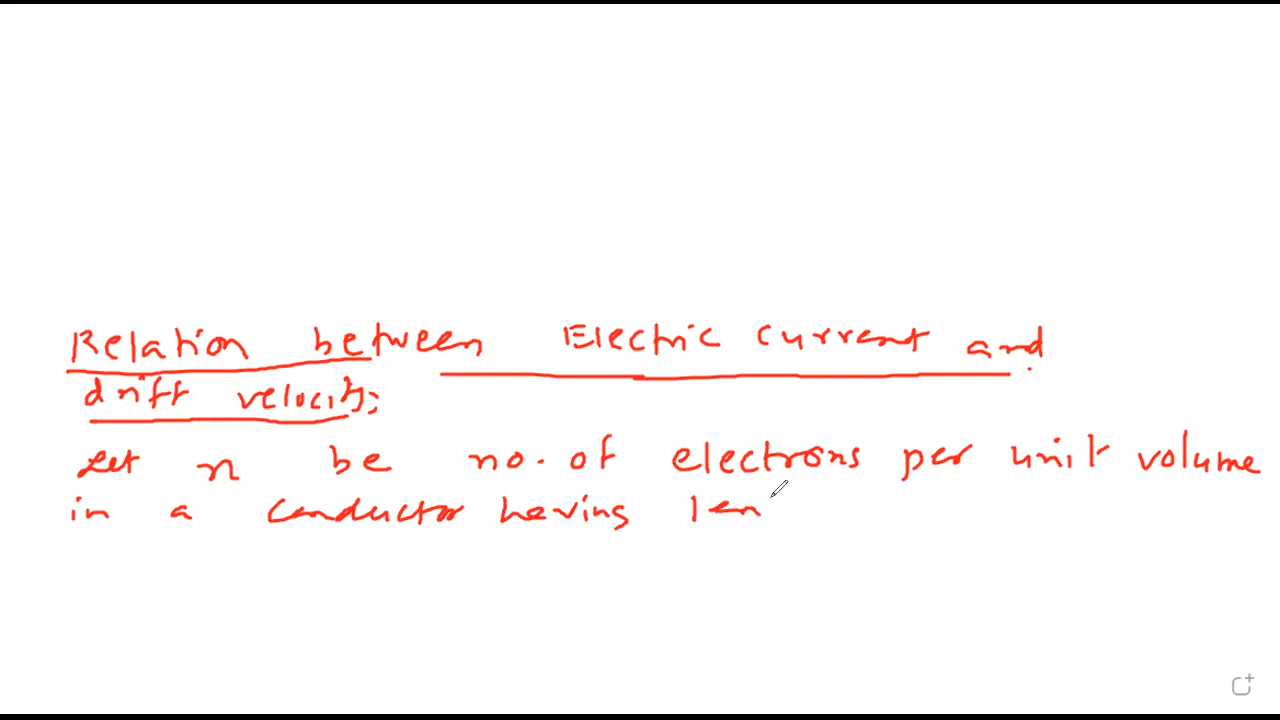 Relation between Electric current and
drift velocity:
Let n be no. of electrons per unit volume
in a conductor having len